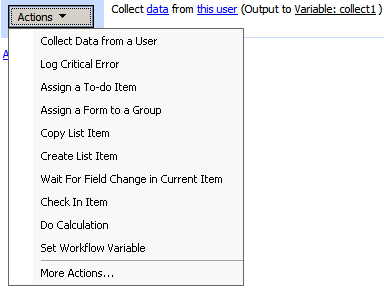 Actions
Collect data from this user (Output to Variable: collect1)
Collect Data from a User
Log Critical Error
Assign a To-do Item
Assign a Form to a Group
Copy List Item
Create List Item
Wait For Field Change in Current Item
Check In Item
Do Calculation
Set Workflow Variable
More Actions...